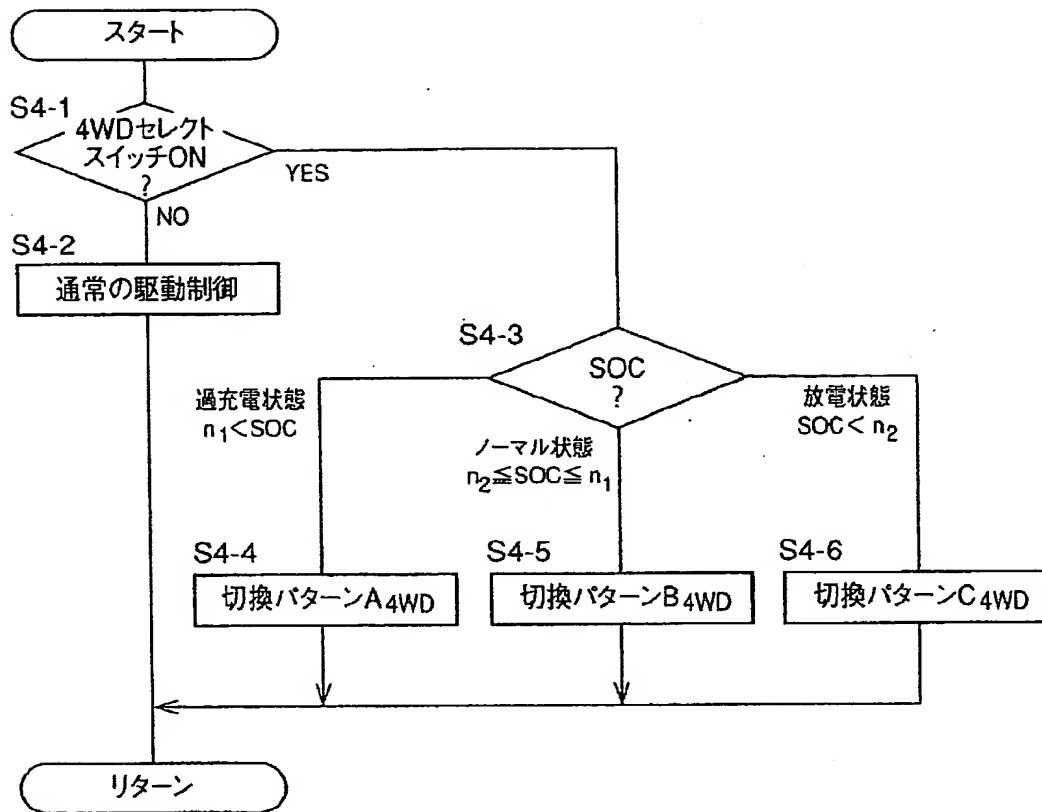 スタート
S4-1
4WDセレクト
スイッチON
?
YES
NO
S4-2
通常の駆動制御
S4-3
SOC
?
過充電状態
n₁<SOC
ノーマル状態
n₂≦SOC≦n₁
放電状態
SOC<n₂
S4-4
切換パターンA4WD
S4-5
切換パターンB4WD
S4-6
切換パターンC4WD
リターン